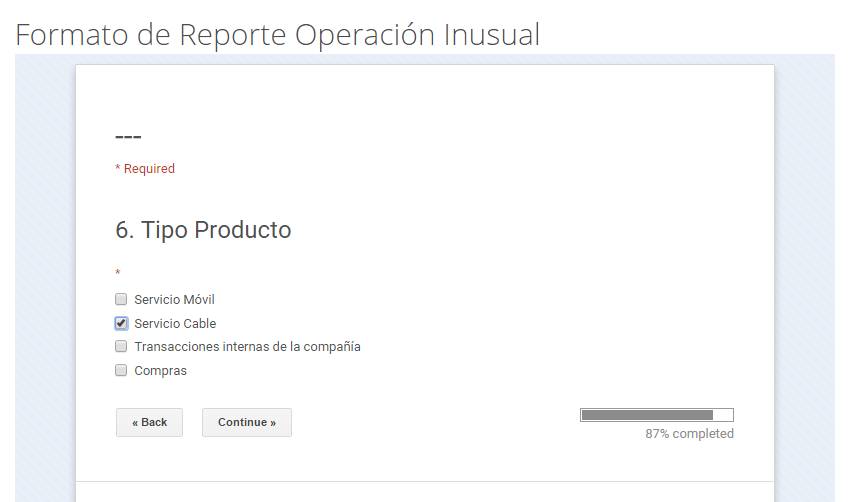 Formato de Reporte Operación Inusual
---
* Required
6. Tipo Producto
*
Servicio Móvil
Servicio Cable
Transacciones internas de la compañía
Compras
« Back
Continue »
87% completed